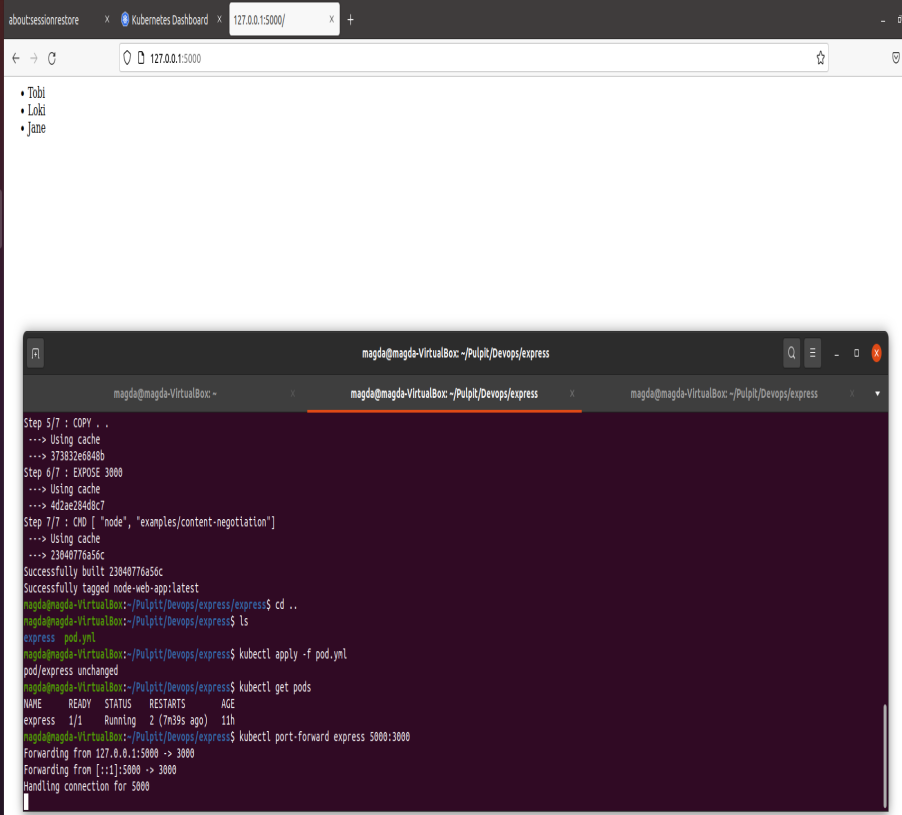 about:sessionrestore × Kubernetes Dashboard × 127.0.0.1:5000/ × +
127.0.0.1:5000
• Tobi
• Loki
• Jane
magda@magda-VirtualBox: ~/Pulpit/Devops/express
magda@magda-VirtualBox: ~ × magda@magda-VirtualBox: ~/Pulpit/Devops/express × magda@magda-VirtualBox: ~/Pulpit/Devops/express ×
Step 5/7 : COPY . .
---> Using cache
---> 373832e6848b
Step 6/7 : EXPOSE 3000
---> Using cache
---> 4d2ae284d8c7
Step 7/7 : CMD [ "node", "examples/content-negotiation"]
---> Using cache
---> 23040776a56c
Successfully built 23040776a56c
Successfully tagged node-web-app:latest
magda@magda-VirtualBox:~/Pulpit/Devops/express/express$ cd ..
magda@magda-VirtualBox:~/Pulpit/Devops/express$ ls
express pod.yml
magda@magda-VirtualBox:~/Pulpit/Devops/express$ kubectl apply -f pod.yml
pod/express unchanged
magda@magda-VirtualBox:~/Pulpit/Devops/express$ kubectl get pods
NAME READY STATUS RESTARTS AGE
express 1/1 Running 2 (7m39s ago) 11h
magda@magda-VirtualBox:~/Pulpit/Devops/express$ kubectl port-forward express 5000:3000
Forwarding from 127.0.0.1:5000 -> 3000
Forwarding from [::1]:5000 -> 3000
Handling connection for 5000